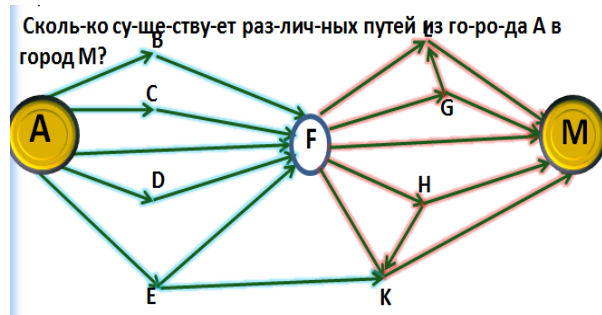 Сколь-ко су-ще-ству-ет раз-лич-ных путей из го-ро-да А в
город М?
B
L
A
C
G
F
M
D
H
E
K